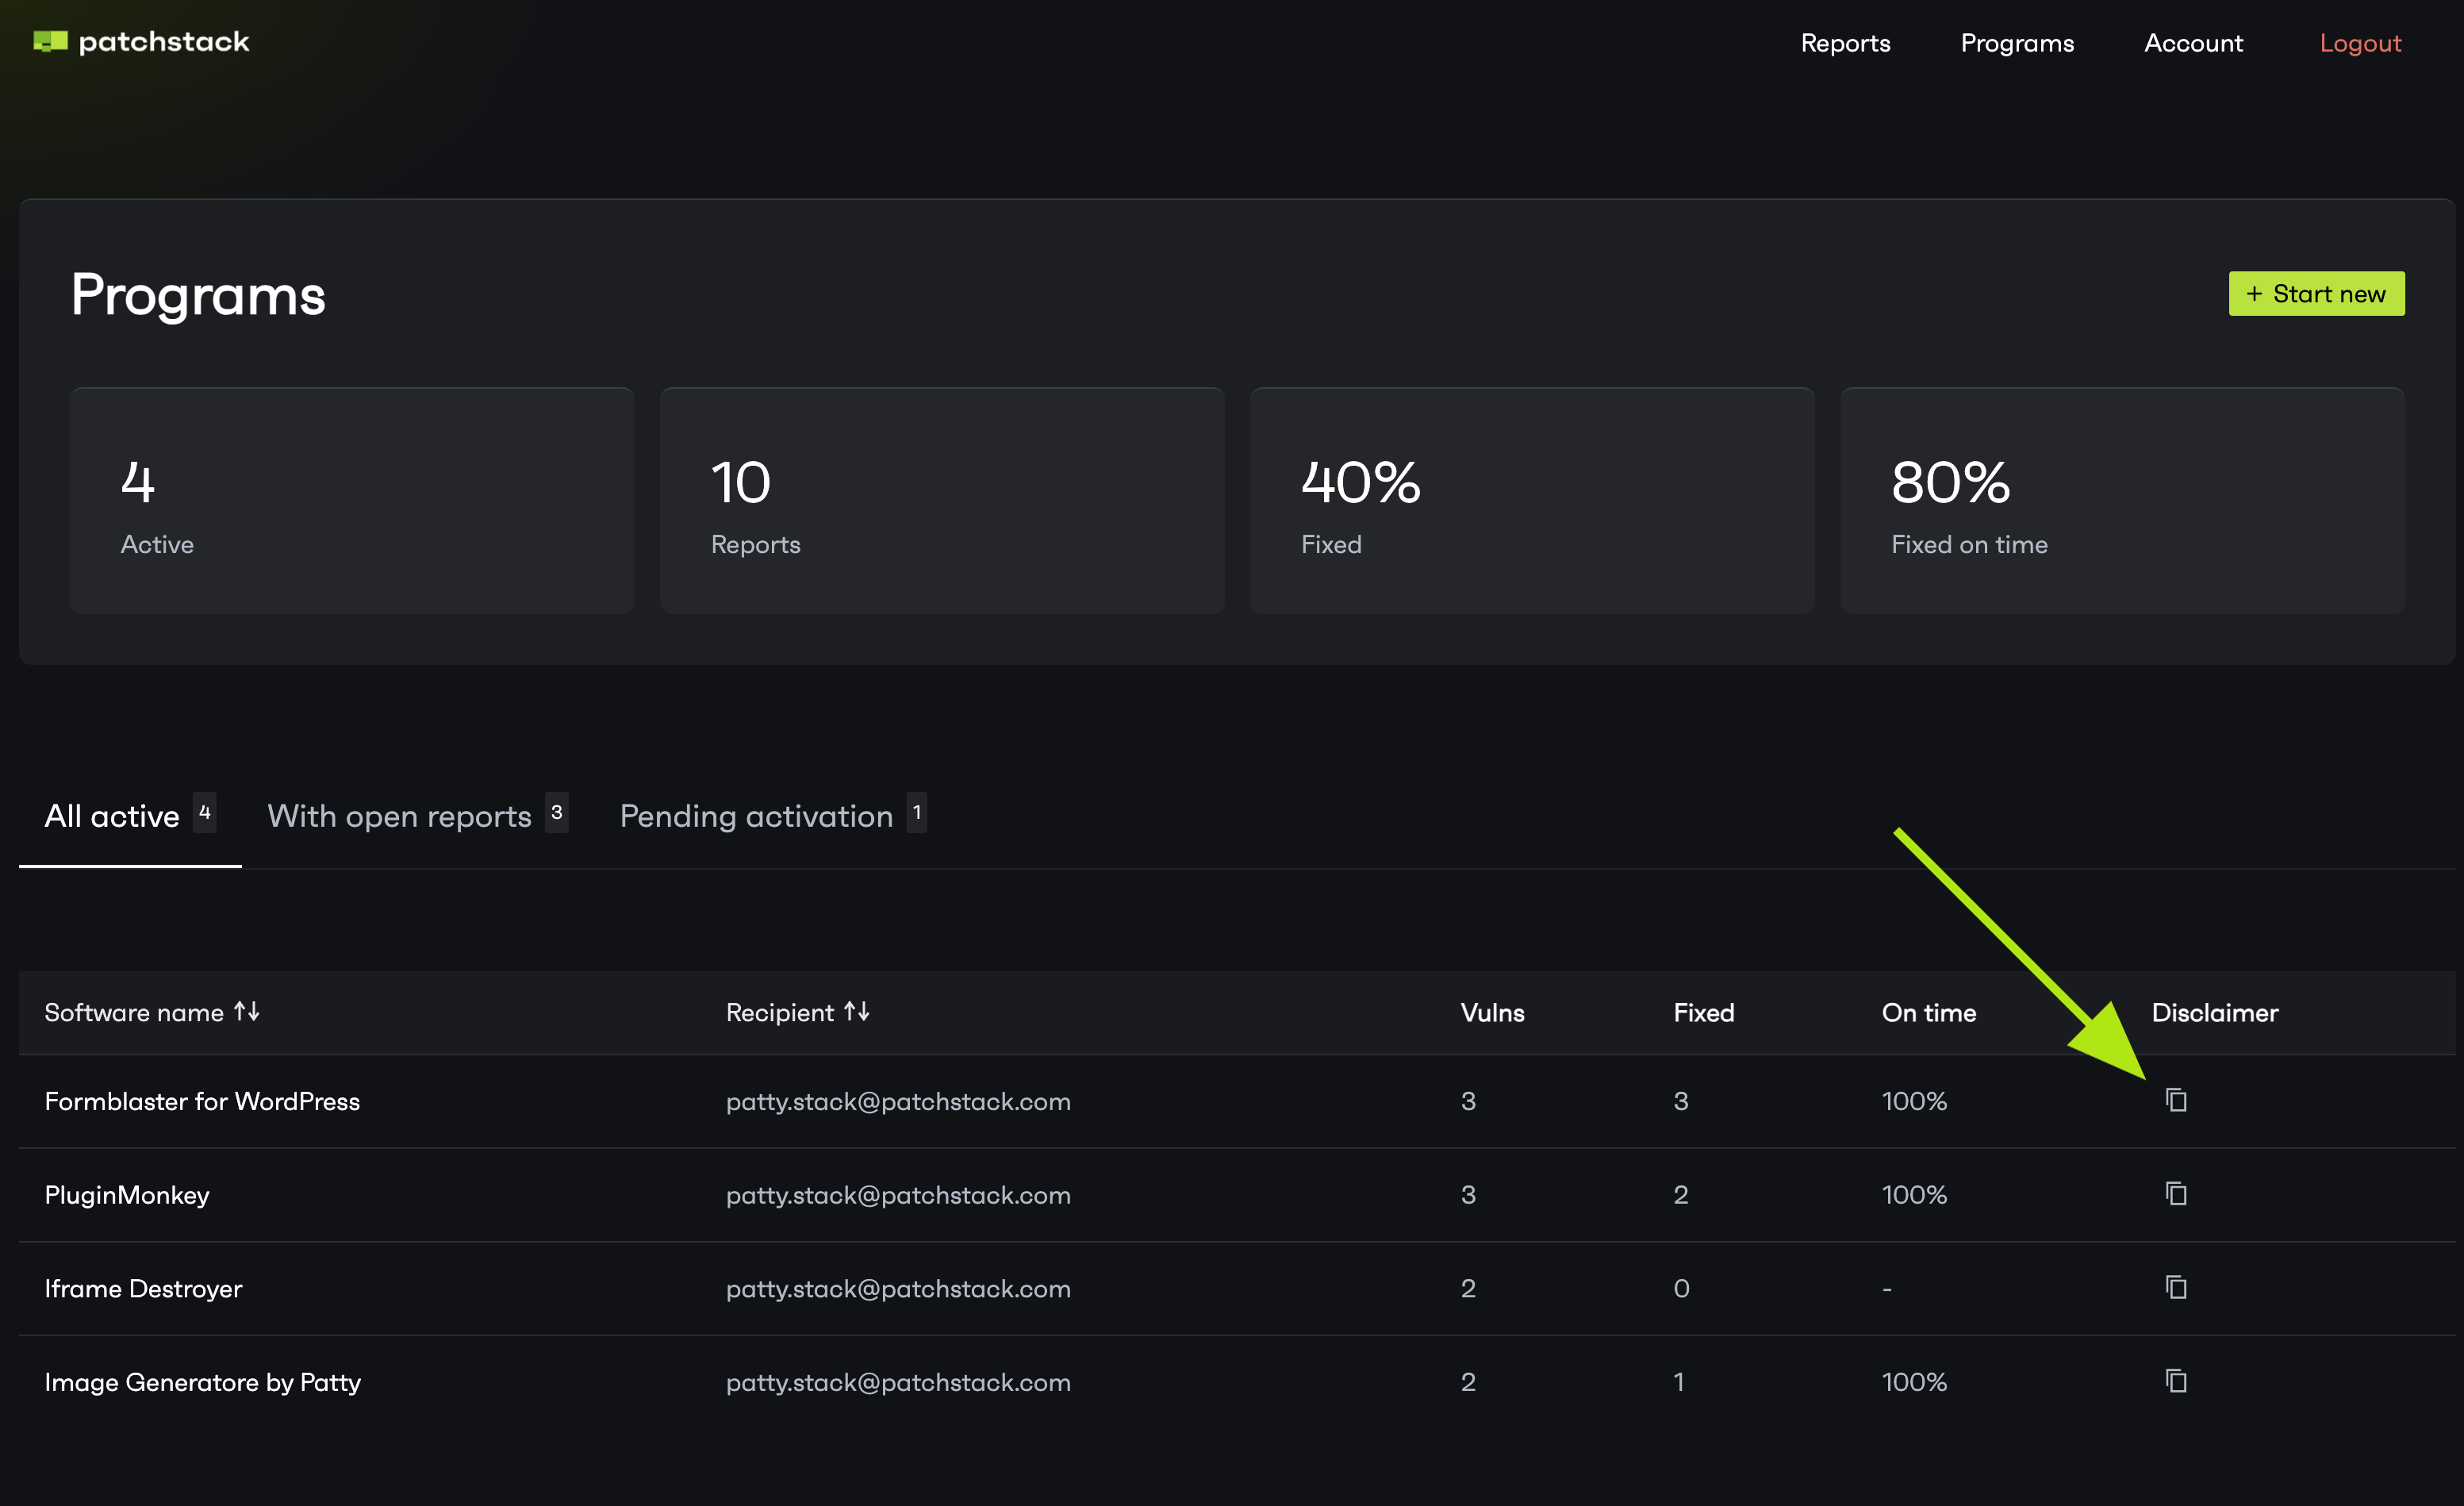 patchstack Reports Programs Account Logout
Programs + Start new
4 10 40% 80%
Active Reports Fixed Fixed on time
All active 4 With open reports 3 Pending activation 1
Software name Recipient Vulns Fixed On time Disclaimer
Formblaster for WordPress patty.stack@patchstack.com 3 3 100%
PluginMonkey patty.stack@patchstack.com 3 2 100%
Iframe Destroyer patty.stack@patchstack.com 2 0 -
Image Generatore by Patty patty.stack@patchstack.com 2 1 100%